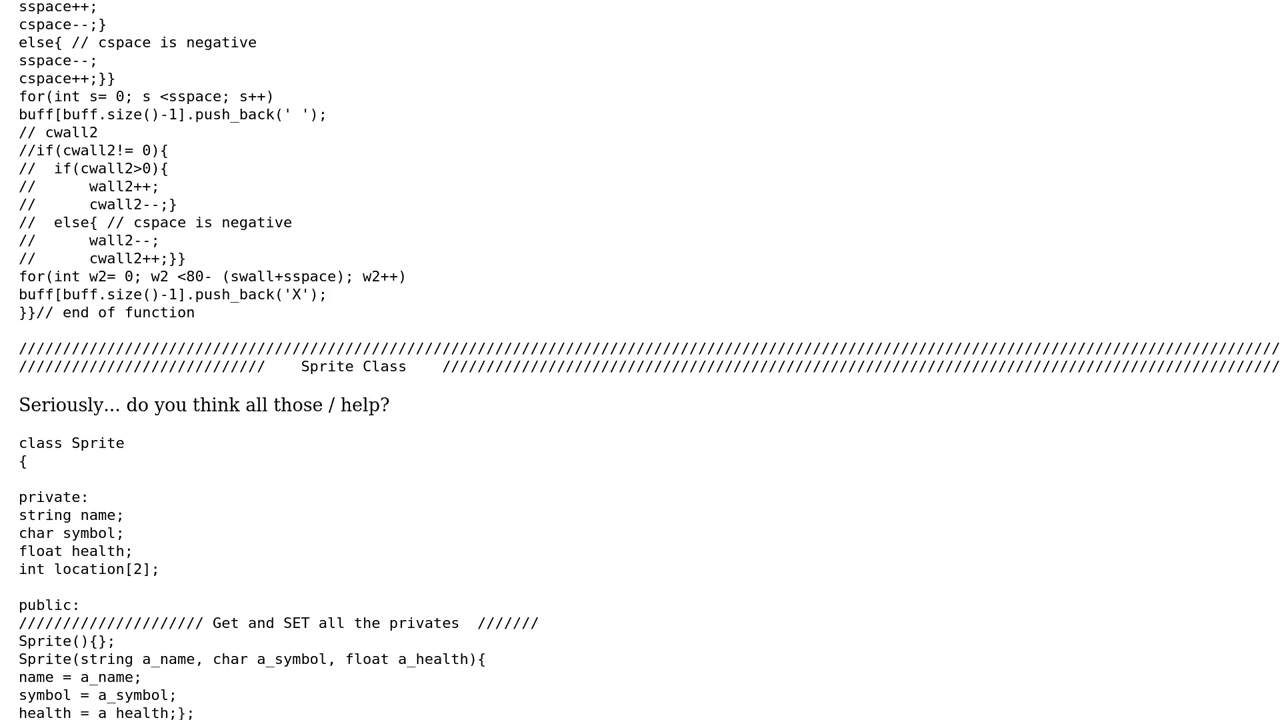 sspace++;
cspace--;}
else{ // cspace is negative
sspace--;
cspace++;}}
for(int s= 0; s <sspace; s++)
buff[buff.size()-1].push_back(' ');
// cwall2
//if(cwall2!= 0){
//  if(cwall2>0){
//      wall2++;
//      cwall2--;}
//  else{ // cspace is negative
//      wall2--;
//      cwall2++;}}
for(int w2= 0; w2 <80- (swall+sspace); w2++)
buff[buff.size()-1].push_back('X');
}}// end of function
///////////////////////////////////////////////////////////////////////////////////////////////////////////////////////////////////////////////
////////////////////////////    Sprite Class    ///////////////////////////////////////////////////////////////////////////////////////////////
Seriously... do you think all those / help?
class Sprite
{
private:
string name;
char symbol;
float health;
int location[2];
public:
///////////////////// Get and SET all the privates  ///////
Sprite(){};
Sprite(string a_name, char a_symbol, float a_health){
name = a_name;
symbol = a_symbol;
health = a_health;};